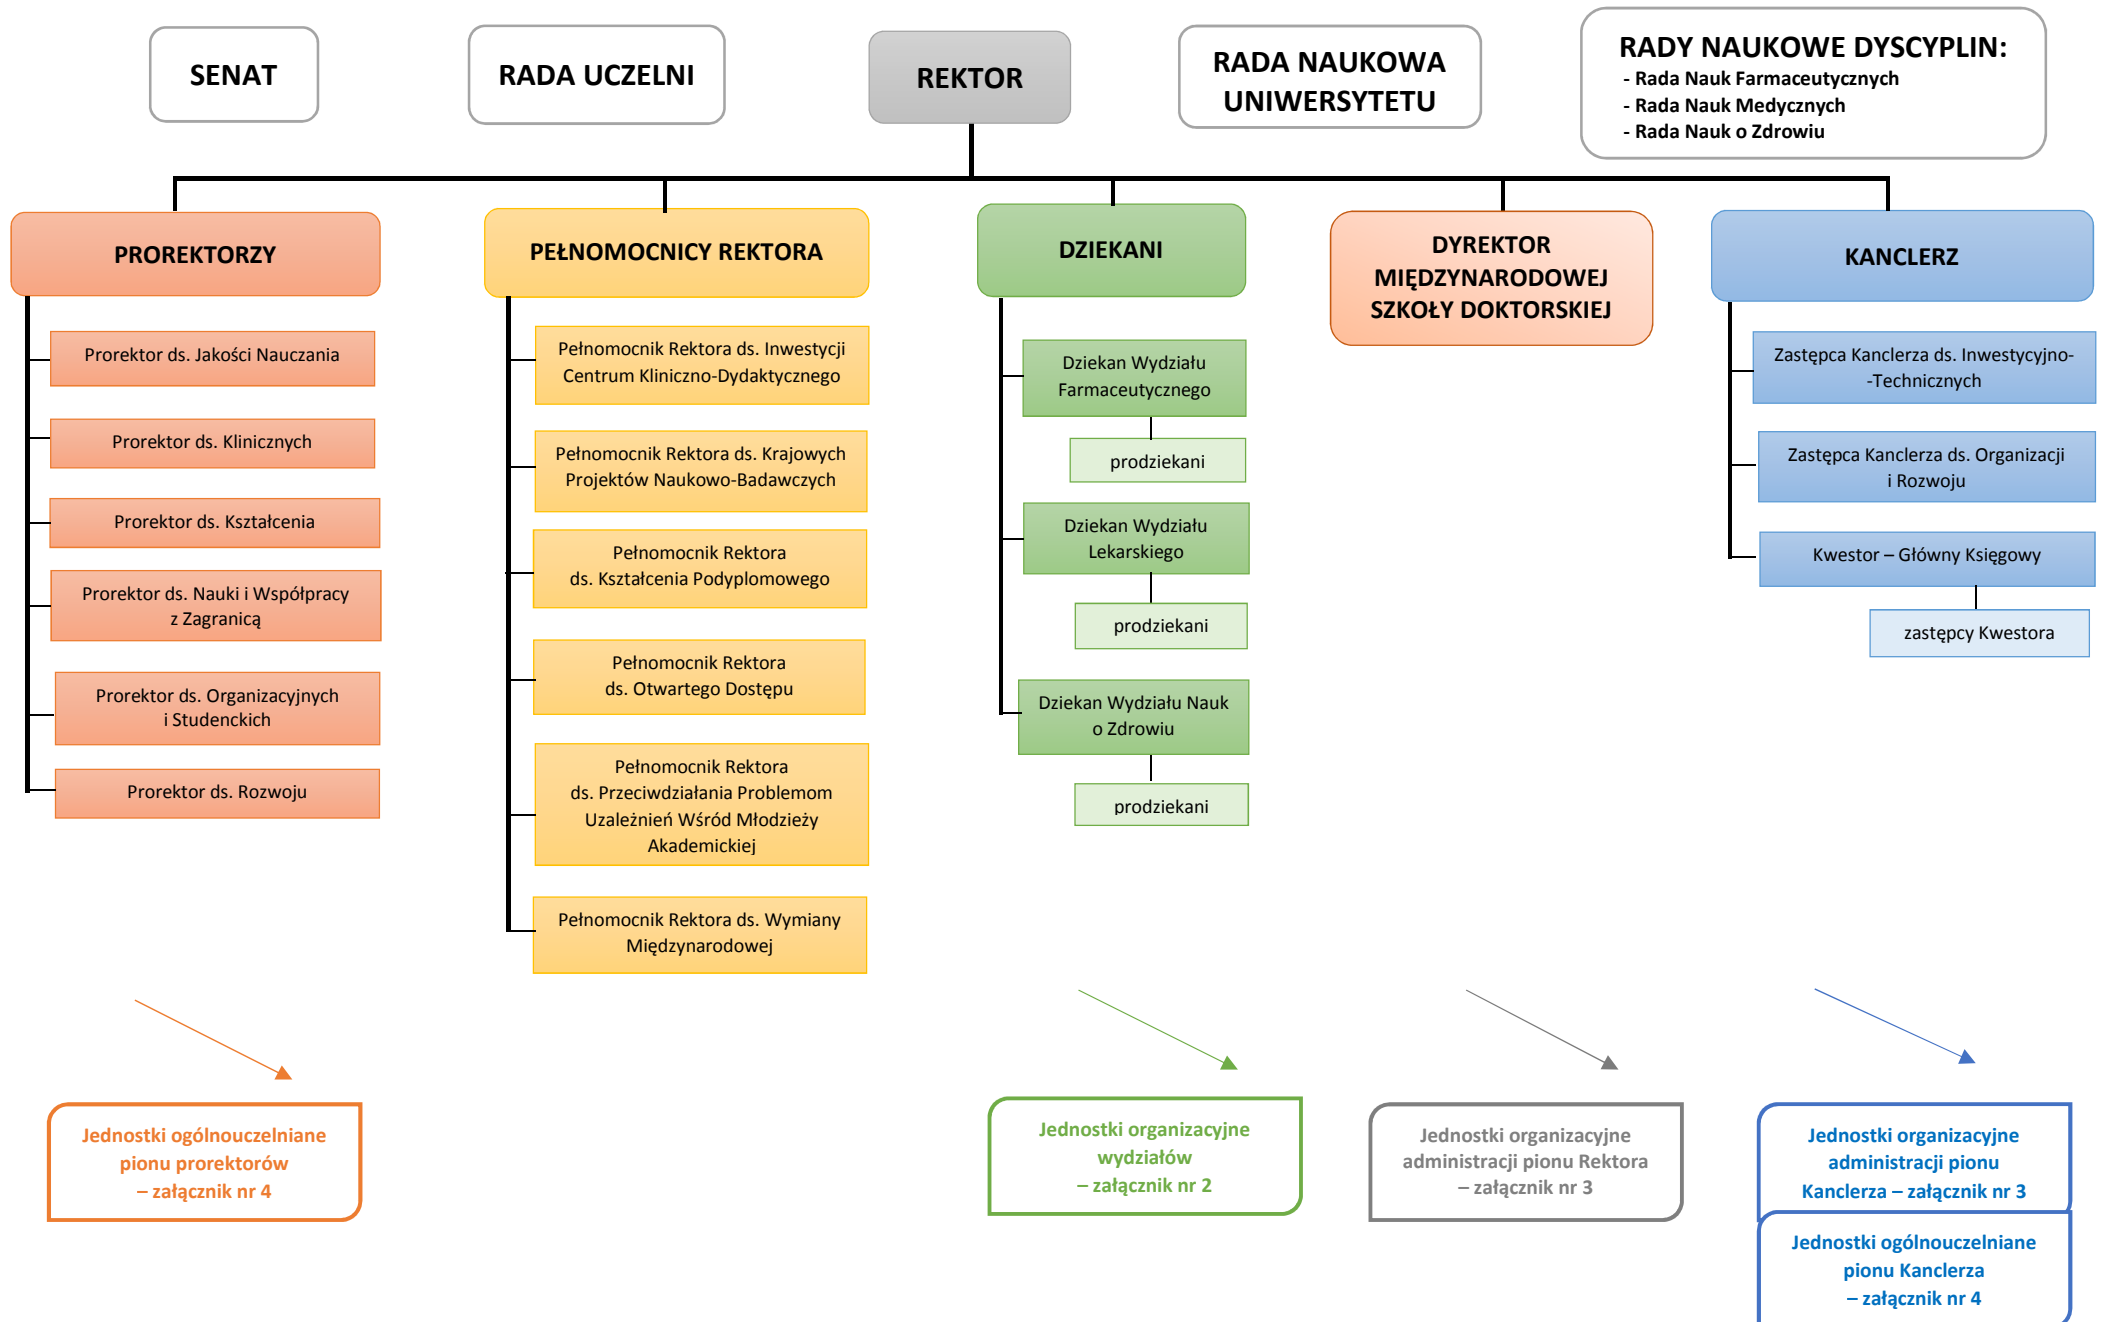 SENAT
RADA UCZELNI
REKTOR
RADA NAUKOWA
UNIWERSYTETU
RADY NAUKOWE DYSCYPLIN:
- Rada Nauk Farmaceutycznych
- Rada Nauk Medycznych
- Rada Nauk o Zdrowiu
PROREKTORZY
Prorektor ds. Jakości Nauczania
Prorektor ds. Klinicznych
Prorektor ds. Kształcenia
Prorektor ds. Nauki i Współpracy
z Zagranicą
Prorektor ds. Organizacyjnych
i Studenckich
Prorektor ds. Rozwoju
PEŁNOMOCNICY REKTORA
Pełnomocnik Rektora ds. Inwestycji
Centrum Kliniczno-Dydaktycznego
Pełnomocnik Rektora ds. Krajowych
Projektów Naukowo-Badawczych
Pełnomocnik Rektora
ds. Kształcenia Podyplomowego
Pełnomocnik Rektora
ds. Otwartego Dostępu
Pełnomocnik Rektora
ds. Przeciwdziałania Problemom
Uzależnień Wśród Młodzieży
Akademickiej
Pełnomocnik Rektora ds. Wymiany
Międzynarodowej
DZIEKANI
Dziekan Wydziału
Farmaceutycznego
prodziekani
Dziekan Wydziału
Lekarskiego
prodziekani
Dziekan Wydziału Nauk
o Zdrowiu
prodziekani
DYREKTOR
MIĘDZYNARODOWEJ
SZKOŁY DOKTORSKIEJ
KANCLERZ
Zastępca Kanclerza ds. Inwestycyjno-
-Technicznych
Zastępca Kanclerza ds. Organizacji
i Rozwoju
Kwestor – Główny Księgowy
zastępcy Kwestora
Jednostki ogólnouczelniane
pionu prorektorów
– załącznik nr 4
Jednostki organizacyjne
wydziałów
– załącznik nr 2
Jednostki organizacyjne
administracji pionu Rektora
– załącznik nr 3
Jednostki organizacyjne
administracji pionu
Kanclerza – załącznik nr 3
Jednostki ogólnouczelniane
pionu Kanclerza
– załącznik nr 4